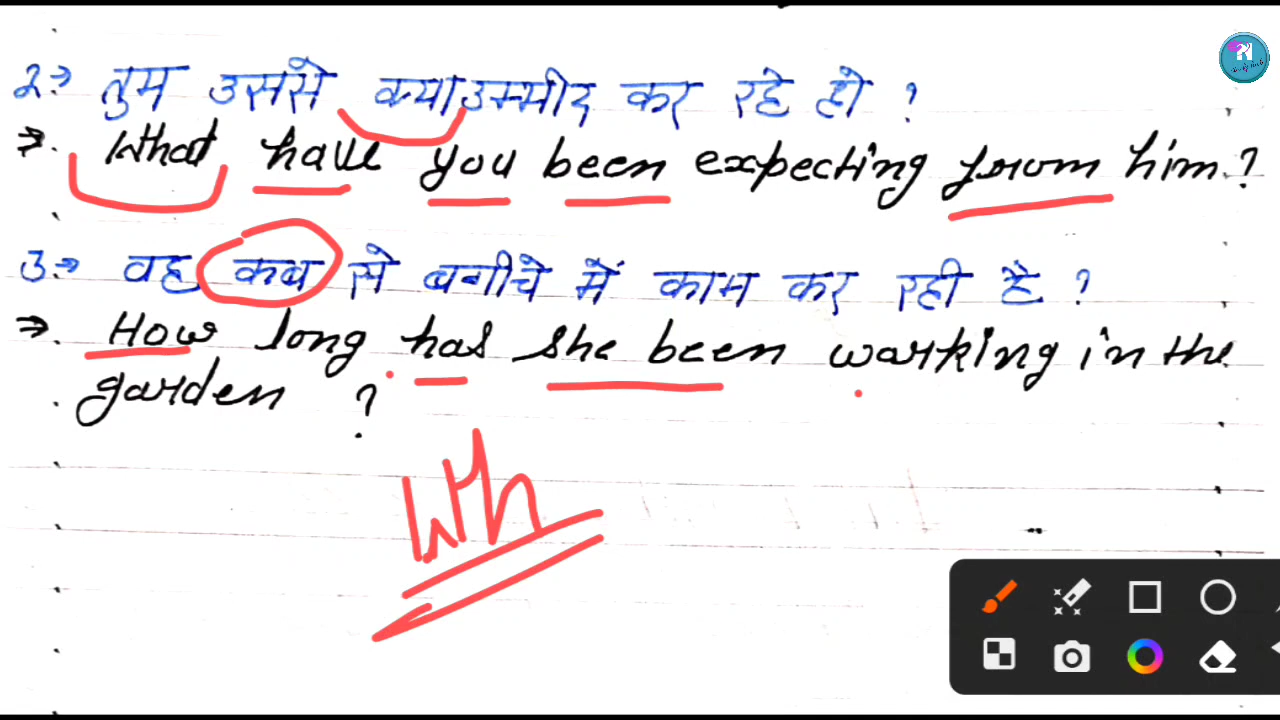 2.⇒ तुम उससे क्या उम्मीद कर रहे हो ?
⇒ What have you been expecting from him ?
3.⇒ वह कब से बगीचे में काम कर रही है ?
⇒ How long has she been working in the
garden ?
Wh